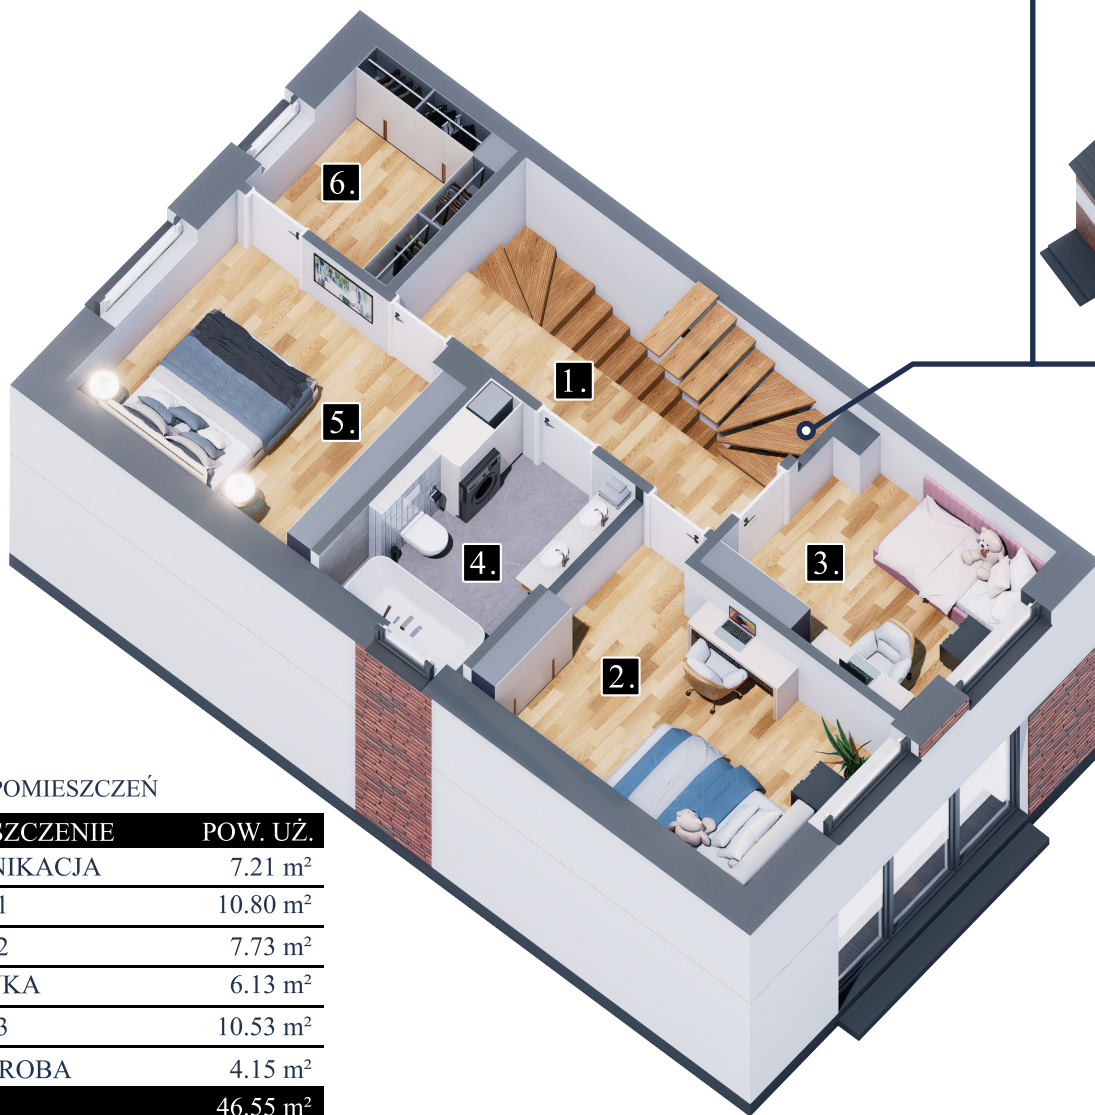 6.
1.
5.
3.
4.
2.
POMIESZCZEŃ
SZCZENIE POW. UŻ.
NIKACJA 7.21 m²
1 10.80 m²
2 7.73 m²
NKA 6.13 m²
3 10.53 m²
ROBA 4.15 m²
46.55 m²